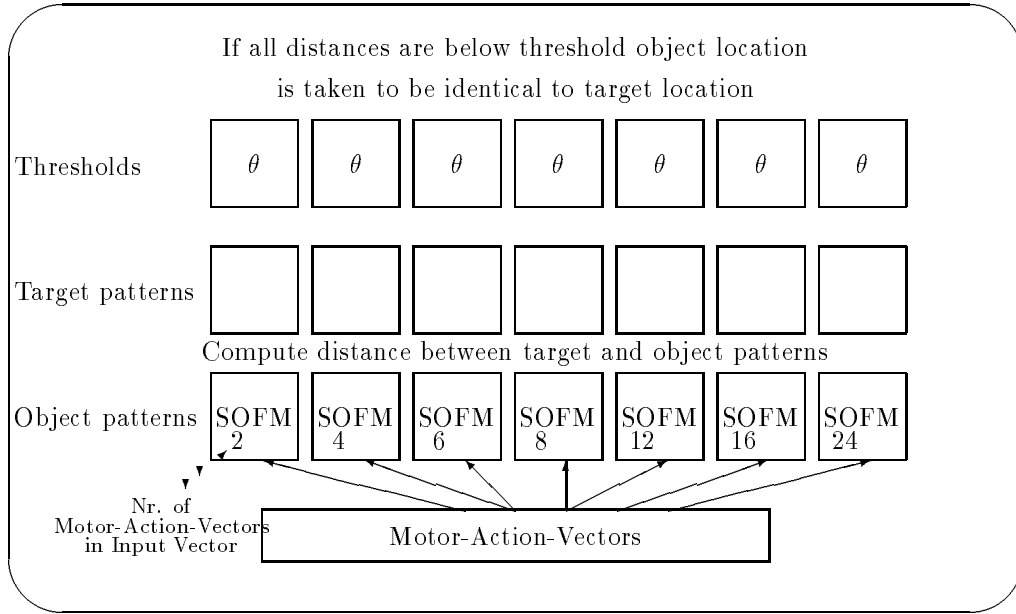 If all distances are below threshold object location
is taken to be identical to target location
Thresholds θ θ θ θ θ θ θ
Target patterns
Compute distance between target and object patterns
Object patterns SOFM SOFM SOFM SOFM SOFM SOFM SOFM
2 4 6 8 12 16 24
Nr. of
Motor-Action-Vectors
in Input Vector
Motor-Action-Vectors